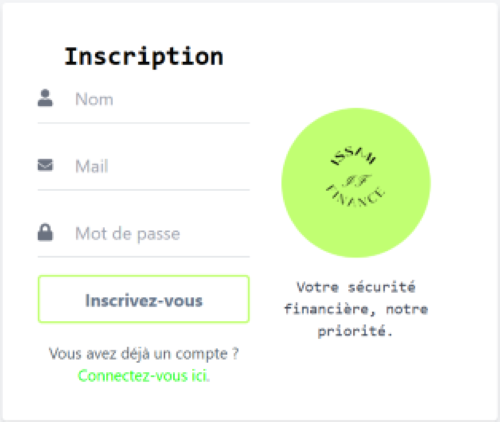 Inscription
Nom
Mail
Mot de passe
Inscrivez-vous
Vous avez déjà un compte ?
Connectez-vous ici.
ISSAM
IF
FINANCE
Votre sécurité
financière, notre
priorité.